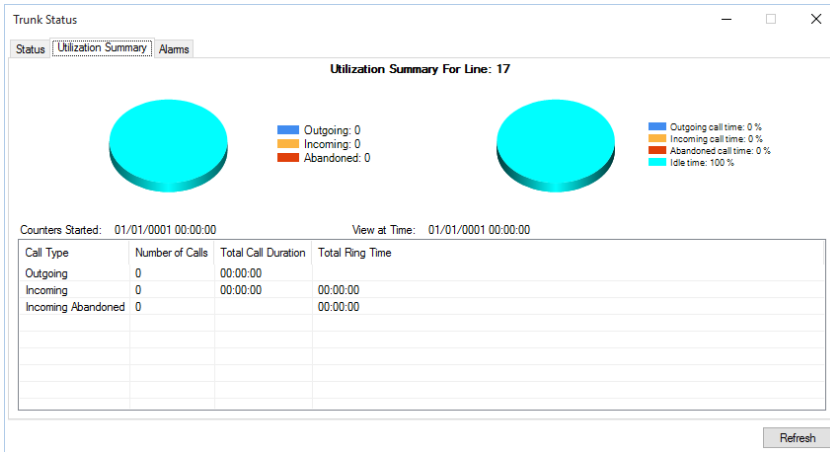 Trunk Status
Status Utilization Summary Alarms
Utilization Summary For Line: 17
Outgoing: 0
Incoming: 0
Abandoned: 0
Outgoing call time: 0 %
Incoming call time: 0 %
Abandoned call time: 0 %
Idle time: 100 %
Counters Started: 01/01/0001 00:00:00 View at Time: 01/01/0001 00:00:00
Call Type Number of Calls Total Call Duration Total Ring Time
Outgoing 0 00:00:00
Incoming 0 00:00:00 00:00:00
Incoming Abandoned 0 00:00:00
Refresh